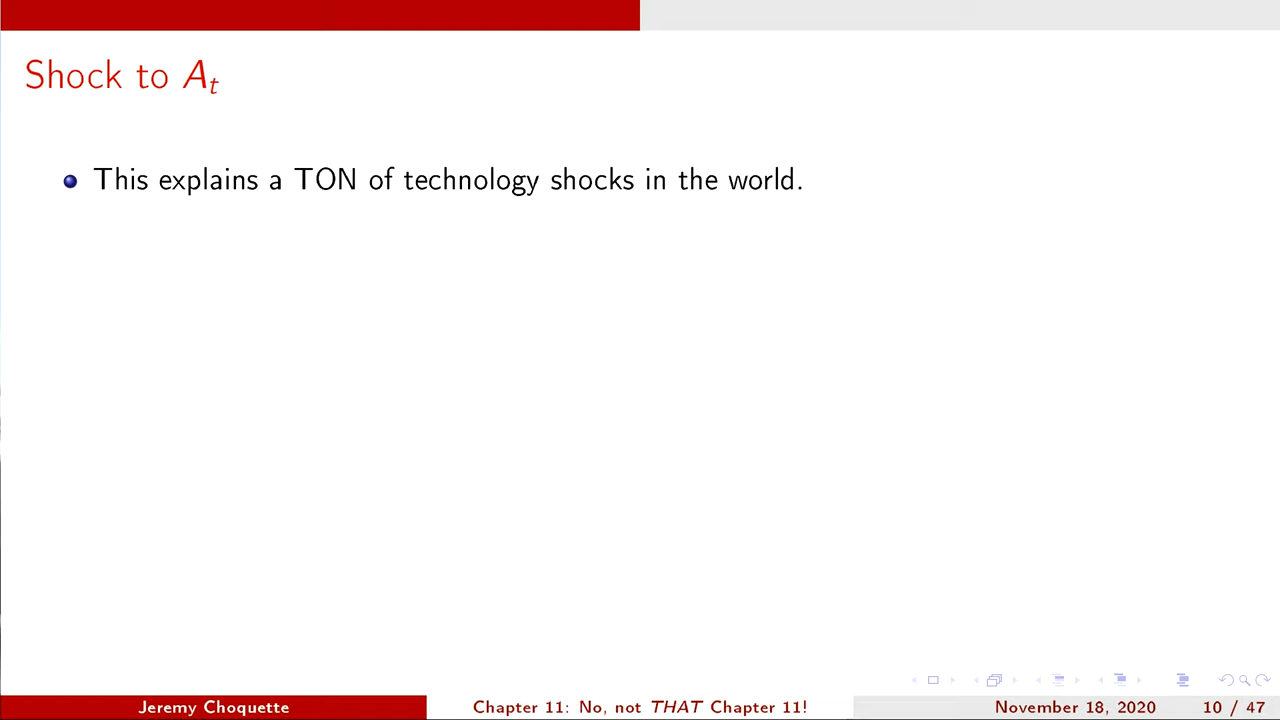 Shock to Aₜ
This explains a TON of technology shocks in the world.
Jeremy Choquette
Chapter 11: No, not THAT Chapter 11!
November 18, 2020
10 / 47